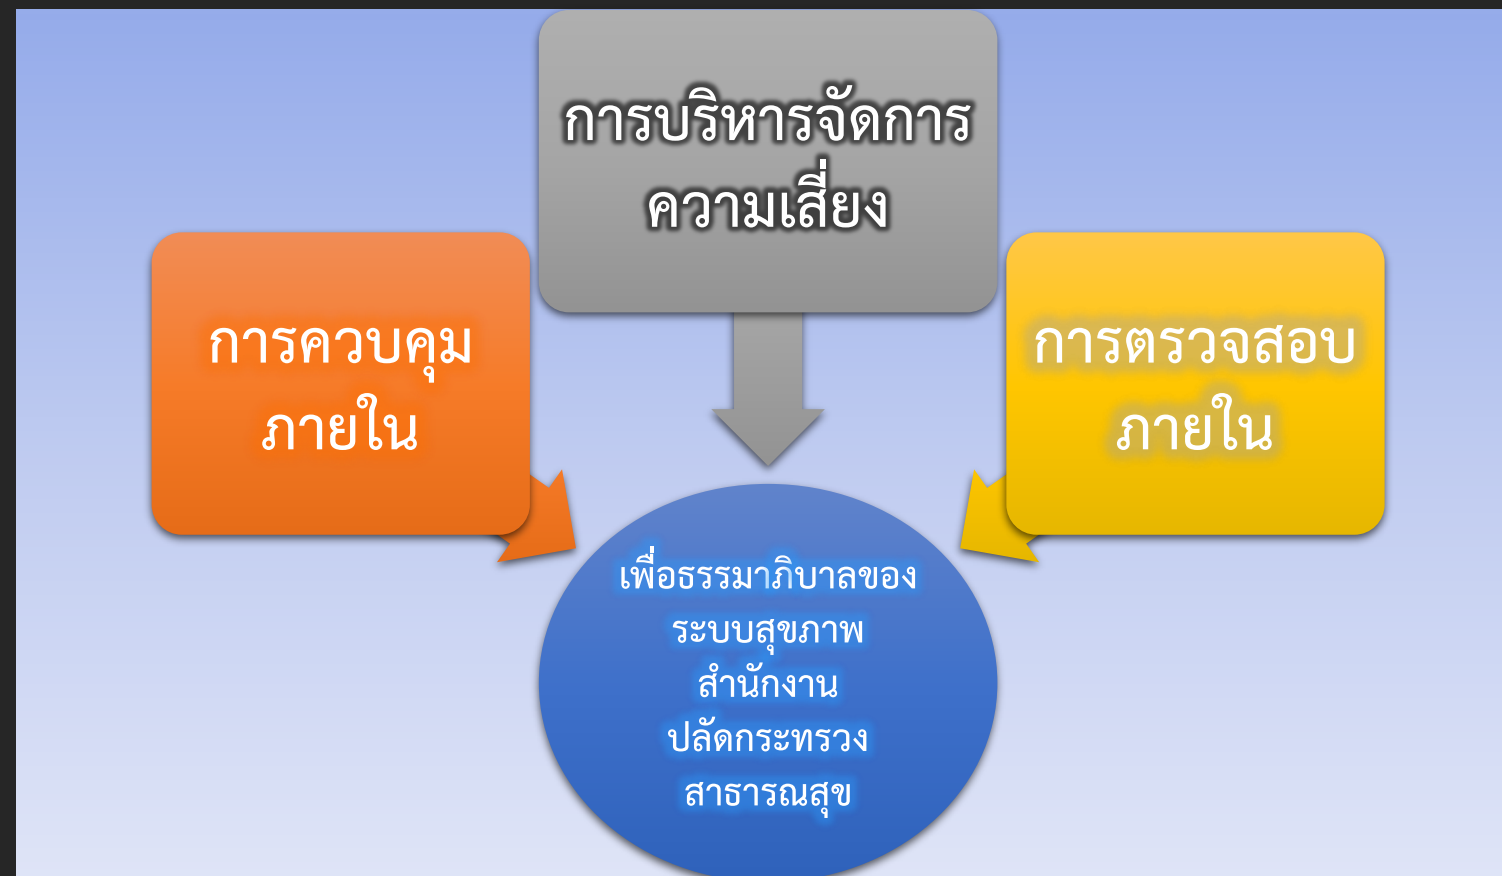 การบริหารจัดการ
ความเสี่ยง
การควบคุม
ภายใน
การตรวจสอบ
ภายใน
เพื่อธรรมาภิบาลของ
ระบบสุขภาพ
สำนักงาน
ปลัดกระทรวง
สาธารณสุข